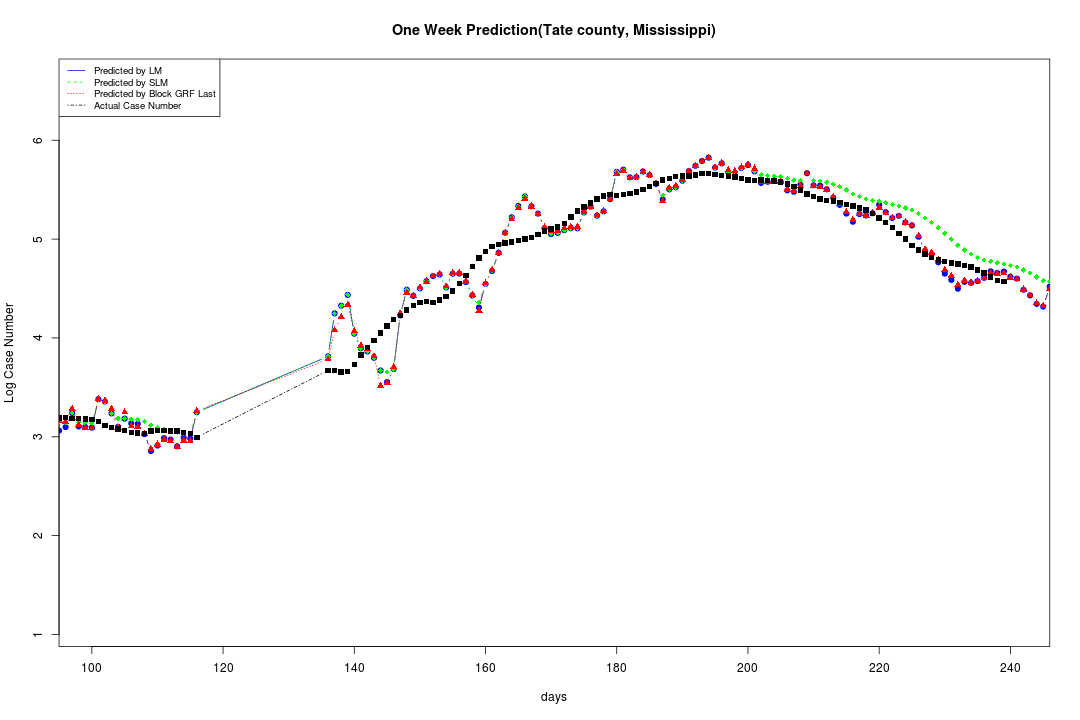 One Week Prediction(Tate county, Mississippi)
Predicted by LM
Predicted by SLM
Predicted by Block GRF Last
Actual Case Number
Log Case Number
6
5
4
3
2
1
100 120 140 160 180 200 220 240
days